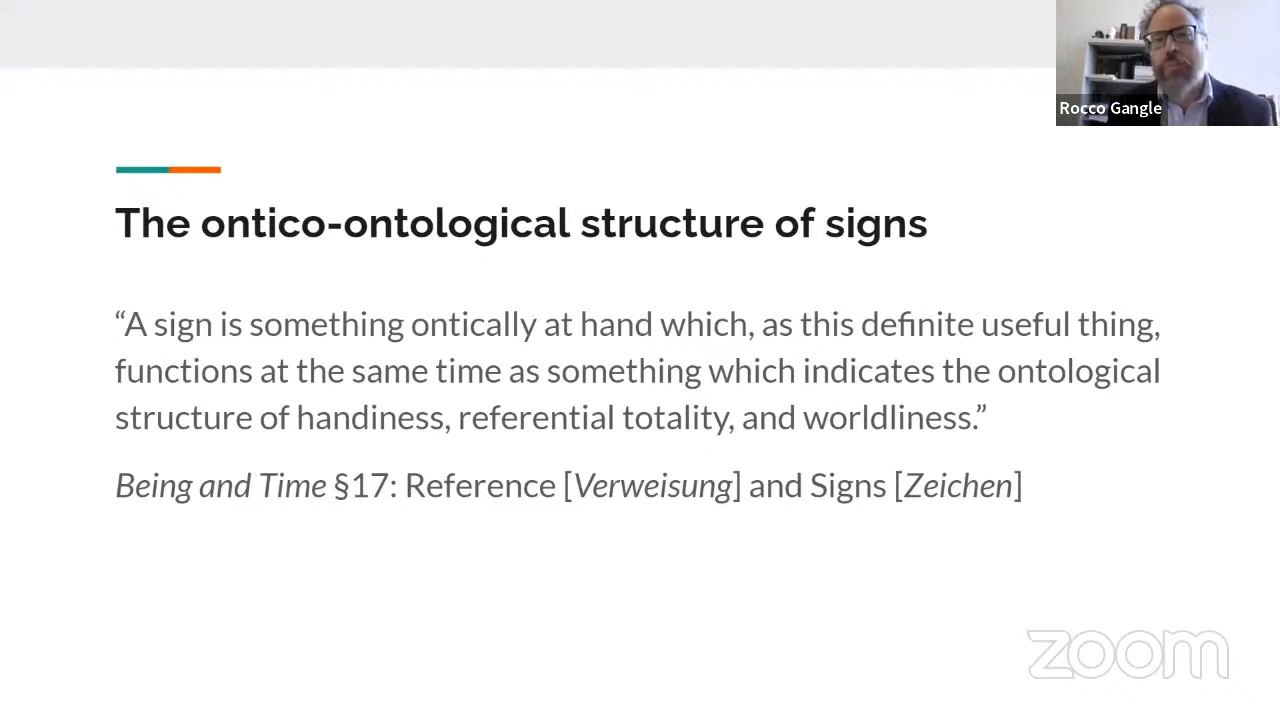 Rocco Gangle
The ontico-ontological structure of signs
“A sign is something ontically at hand which, as this definite useful thing,
functions at the same time as something which indicates the ontological
structure of handiness, referential totality, and worldliness.”
Being and Time §17: Reference [Verweisung] and Signs [Zeichen]
zoom